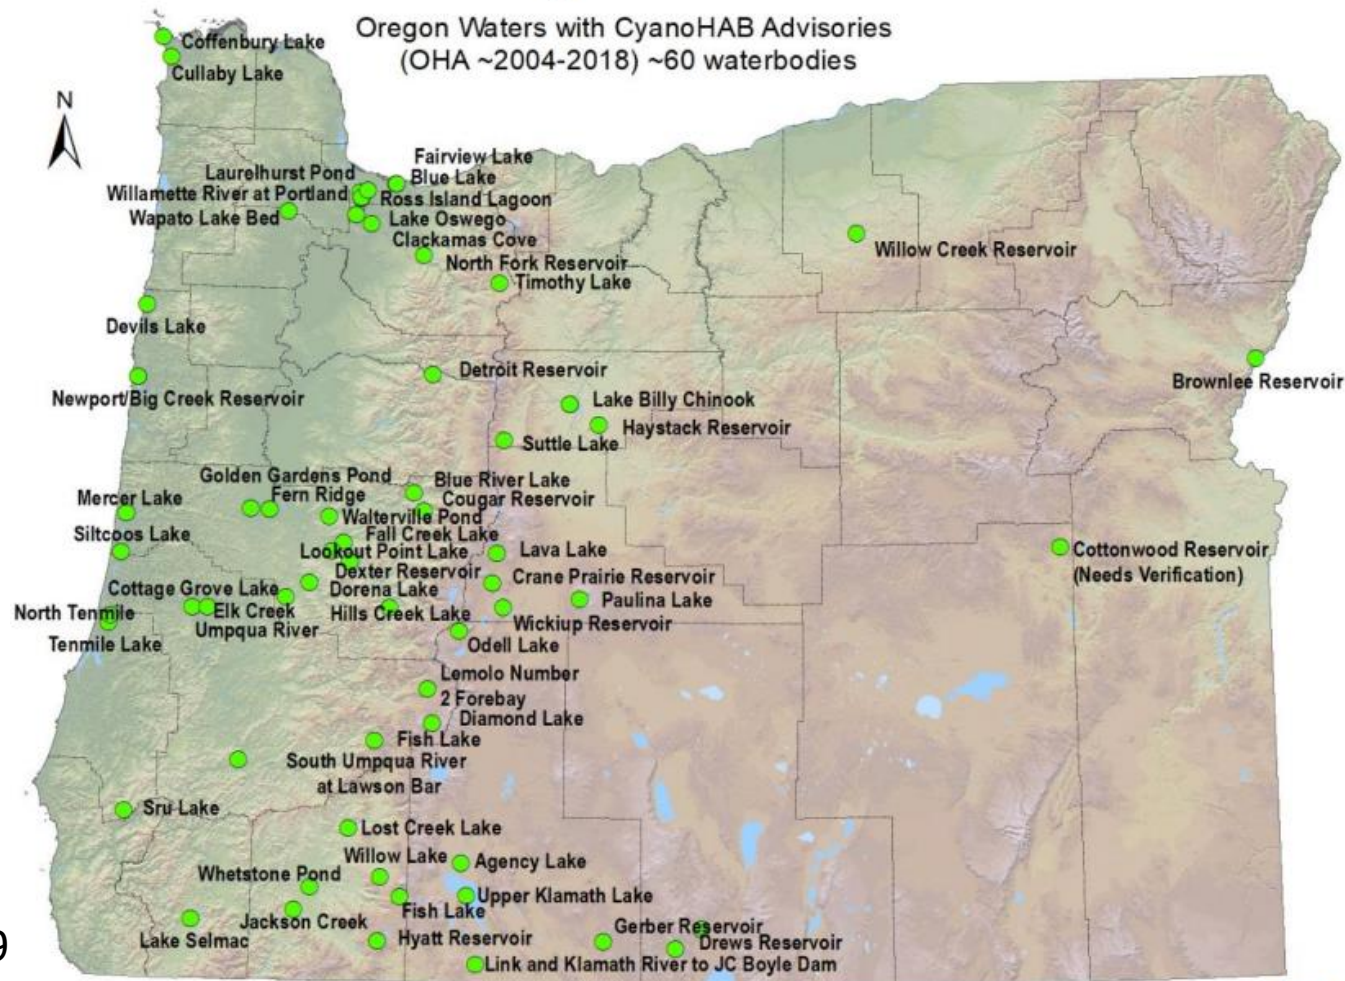 Oregon Waters with CyanoHAB Advisories
(OHA ~2004-2018) ~60 waterbodies
N
Coffenbury Lake
Cullaby Lake
Fairview Lake
Laurelhurst Pond
Blue Lake
Willamette River at Portland
Ross Island Lagoon
Wapato Lake Bed
Lake Oswego
Clackamas Cove
Willow Creek Reservoir
North Fork Reservoir
Timothy Lake
Devils Lake
Detroit Reservoir
Brownlee Reservoir
Newport/Big Creek Reservoir
Lake Billy Chinook
Haystack Reservoir
Suttle Lake
Golden Gardens Pond
Blue River Lake
Mercer Lake
Fern Ridge
Cougar Reservoir
Walterville Pond
Siltcoos Lake
Fall Creek Lake
Lookout Point Lake
Lava Lake
Cottonwood Reservoir
(Needs Verification)
Dexter Reservoir
Crane Prairie Reservoir
Cottage Grove Lake
Dorena Lake
Paulina Lake
North Tenmile
Elk Creek
Hills Creek Lake
Wickiup Reservoir
Umpqua River
Tenmile Lake
Odell Lake
Lemolo Number
2 Forebay
Diamond Lake
Fish Lake
South Umpqua River
at Lawson Bar
Sru Lake
Lost Creek Lake
Willow Lake
Agency Lake
Whetstone Pond
Upper Klamath Lake
Fish Lake
Jackson Creek
Gerber Reservoir
Lake Selmac
Hyatt Reservoir
Drews Reservoir
9
Link and Klamath River to JC Boyle Dam